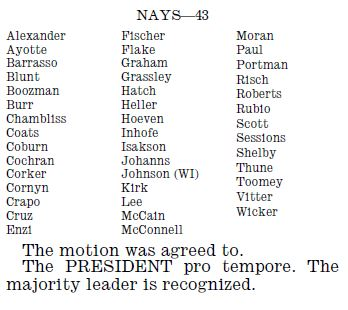 NAYS—43
Alexander
Ayotte
Barrasso
Blunt
Boozman
Burr
Chambliss
Coats
Coburn
Cochran
Corker
Cornyn
Crapo
Cruz
Enzi
Fischer
Flake
Graham
Grassley
Hatch
Heller
Hoeven
Inhofe
Isakson
Johanns
Johnson (WI)
Kirk
Lee
McCain
McConnell
Moran
Paul
Portman
Risch
Roberts
Rubio
Scott
Sessions
Shelby
Thune
Toomey
Vitter
Wicker
The motion was agreed to.
The PRESIDENT pro tempore. The
majority leader is recognized.